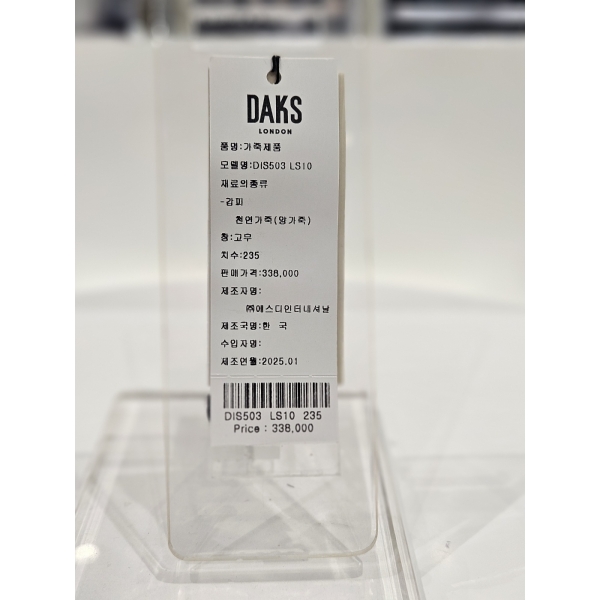 DAKS
LONDON
품명:가죽제품
모델명:DIS503 LS10
재료의종류
-갑피
천연가죽(양가죽)
창:고무
치수:235
판매가격:338,000
제조자명:
㈜에스디인터내셔날
제조국명:한 국
수입자명:
제조연월:2025.01
DIS503 LS10 235
Price : 338,000